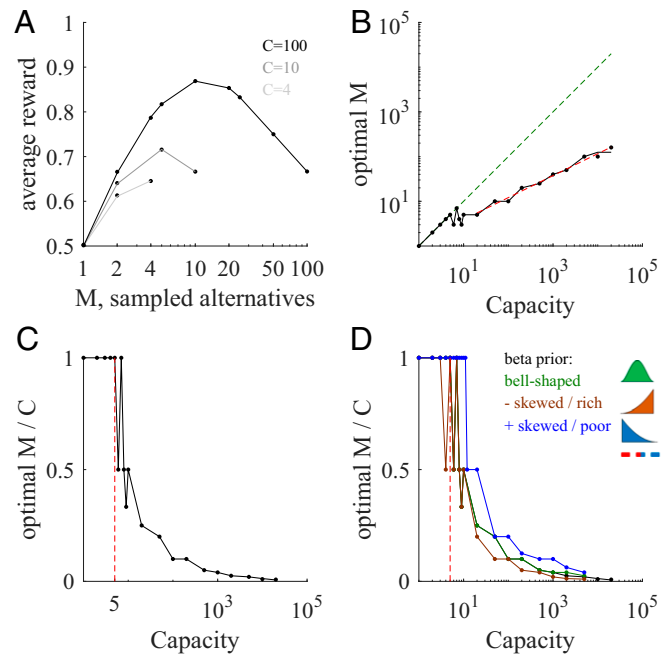 A
1
0.9
0.8
0.7
0.6
0.5
average reward
C=100
C=10
C=4
1 2 4 10 20 50 100
M, sampled alternatives
B
10^5
10^3
10^1
optimal M
10^1 10^3 10^5
Capacity
C
1
0.5
0
optimal M / C
5 10^3 10^5
Capacity
D
1
0.5
0
optimal M / C
beta prior:
bell-shaped
- skewed / rich
+ skewed / poor
10^1 10^3 10^5
Capacity